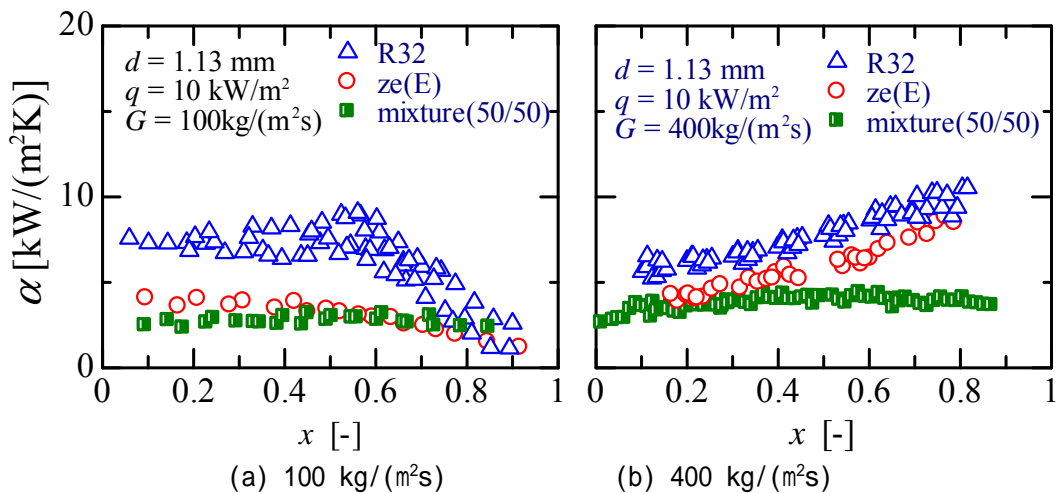 20
10
0
α [kW/(m²K)]
d = 1.13 mm
q = 10 kW/m²
G = 100kg/(m²s)
R32
ze(E)
mixture(50/50)
0 0.2 0.4 0.6 0.8 1
x [-]
(a) 100 kg/(m²s)
d = 1.13 mm
q = 10 kW/m²
G = 400kg/(m²s)
R32
ze(E)
mixture(50/50)
0 0.2 0.4 0.6 0.8 1
x [-]
(b) 400 kg/(m²s)